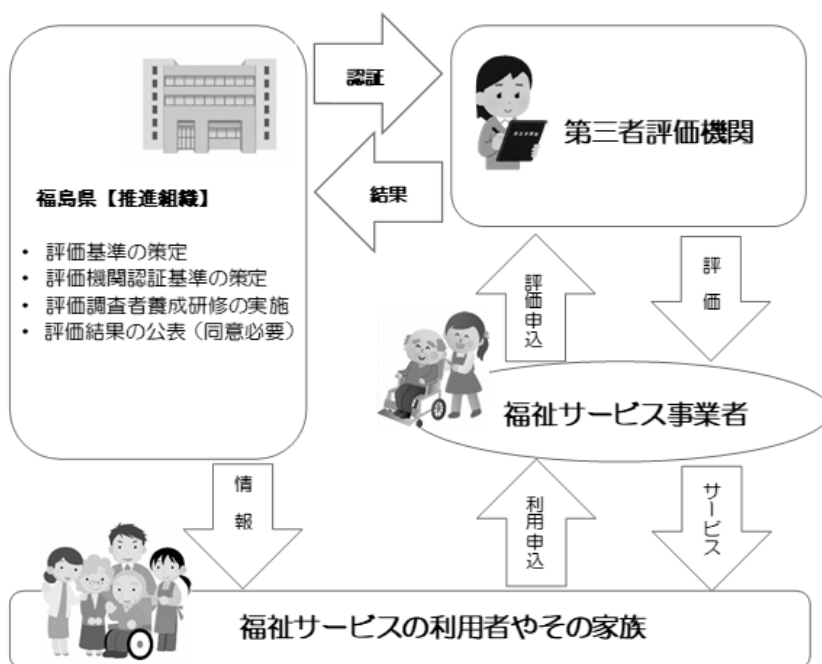 認証
第三者評価機関
結果
福島県【推進組織】
• 評価基準の策定
• 評価機関認証基準の策定
• 評価調査者養成研修の実施
• 評価結果の公表（同意必要）
評価申込
評価
福祉サービス事業者
情報
利用申込
サービス
福祉サービスの利用者やその家族